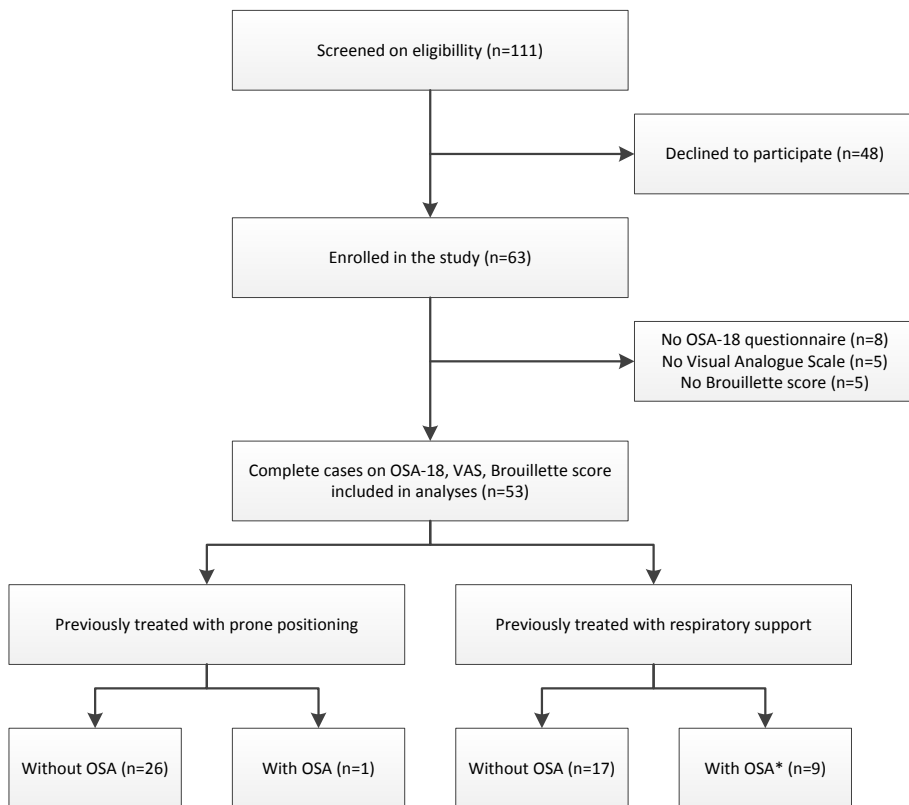 Screened on eligibillity (n=111)
Declined to participate (n=48)
Enrolled in the study (n=63)
No OSA-18 questionnaire (n=8)
No Visual Analogue Scale (n=5)
No Brouillette score (n=5)
Complete cases on OSA-18, VAS, Brouillette score
included in analyses (n=53)
Previously treated with prone positioning
Previously treated with respiratory support
Without OSA (n=26)
With OSA (n=1)
Without OSA (n=17)
With OSA* (n=9)